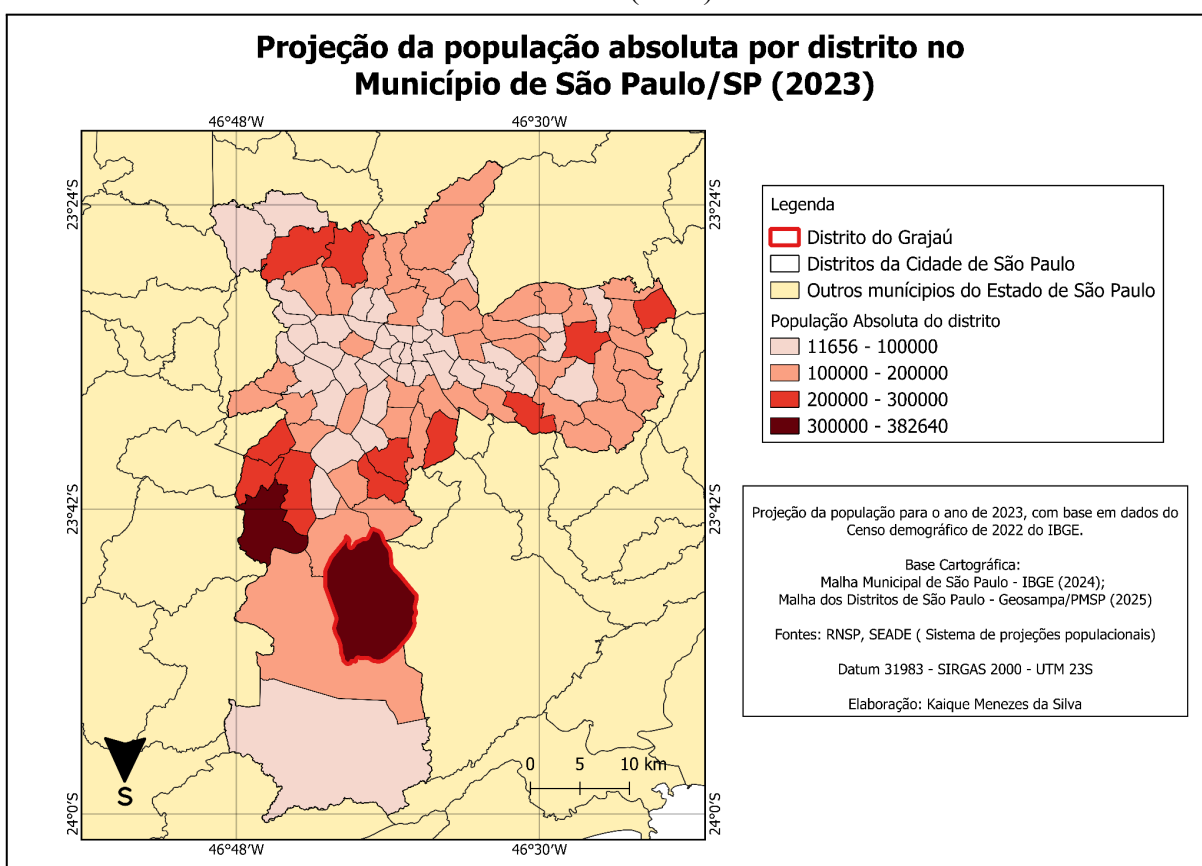 Projeção da população absoluta por distrito no
Município de São Paulo/SP (2023)
46°48'W
46°30'W
23°24'S
23°24'S
23°42'S
23°42'S
24°0'S
24°0'S
S
0 5 10 km
46°48'W
46°30'W
Legenda
Distrito do Grajaú
Distritos da Cidade de São Paulo
Outros munícipios do Estado de São Paulo
População Absoluta do distrito
11656 - 100000
100000 - 200000
200000 - 300000
300000 - 382640
Projeção da população para o ano de 2023, com base em dados do
Censo demográfico de 2022 do IBGE.
Base Cartográfica:
Malha Municipal de São Paulo - IBGE (2024);
Malha dos Distritos de São Paulo - Geosampa/PMSP (2025)
Fontes: RNSP, SEADE ( Sistema de projeções populacionais)
Datum 31983 - SIRGAS 2000 - UTM 23S
Elaboração: Kaique Menezes da Silva